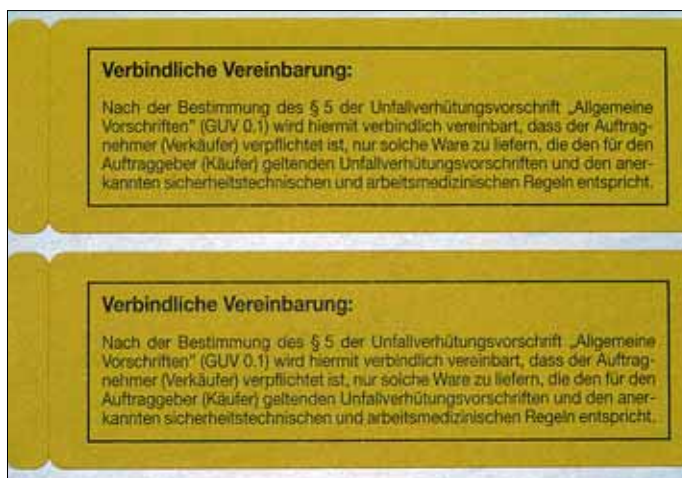 Verbindliche Vereinbarung:
Nach der Bestimmung des § 5 der Unfallverhütungsvorschrift „Allgemeine
Vorschriften" (GUV 0.1) wird hiermit verbindlich vereinbart, dass der Auftrag-
nehmer (Verkäufer) verpflichtet ist, nur solche Ware zu liefern, die den für den
Auftraggeber (Käufer) geltenden Unfallverhütungsvorschriften und den aner-
kannten sicherheitstechnischen und arbeitsmedizinischen Regeln entspricht.
Verbindliche Vereinbarung:
Nach der Bestimmung des § 5 der Unfallverhütungsvorschrift „Allgemeine
Vorschriften" (GUV 0.1) wird hiermit verbindlich vereinbart, dass der Auftrag-
nehmer (Verkäufer) verpflichtet ist, nur solche Ware zu liefern, die den für den
Auftraggeber (Käufer) geltenden Unfallverhütungsvorschriften und den aner-
kannten sicherheitstechnischen und arbeitsmedizinischen Regeln entspricht.